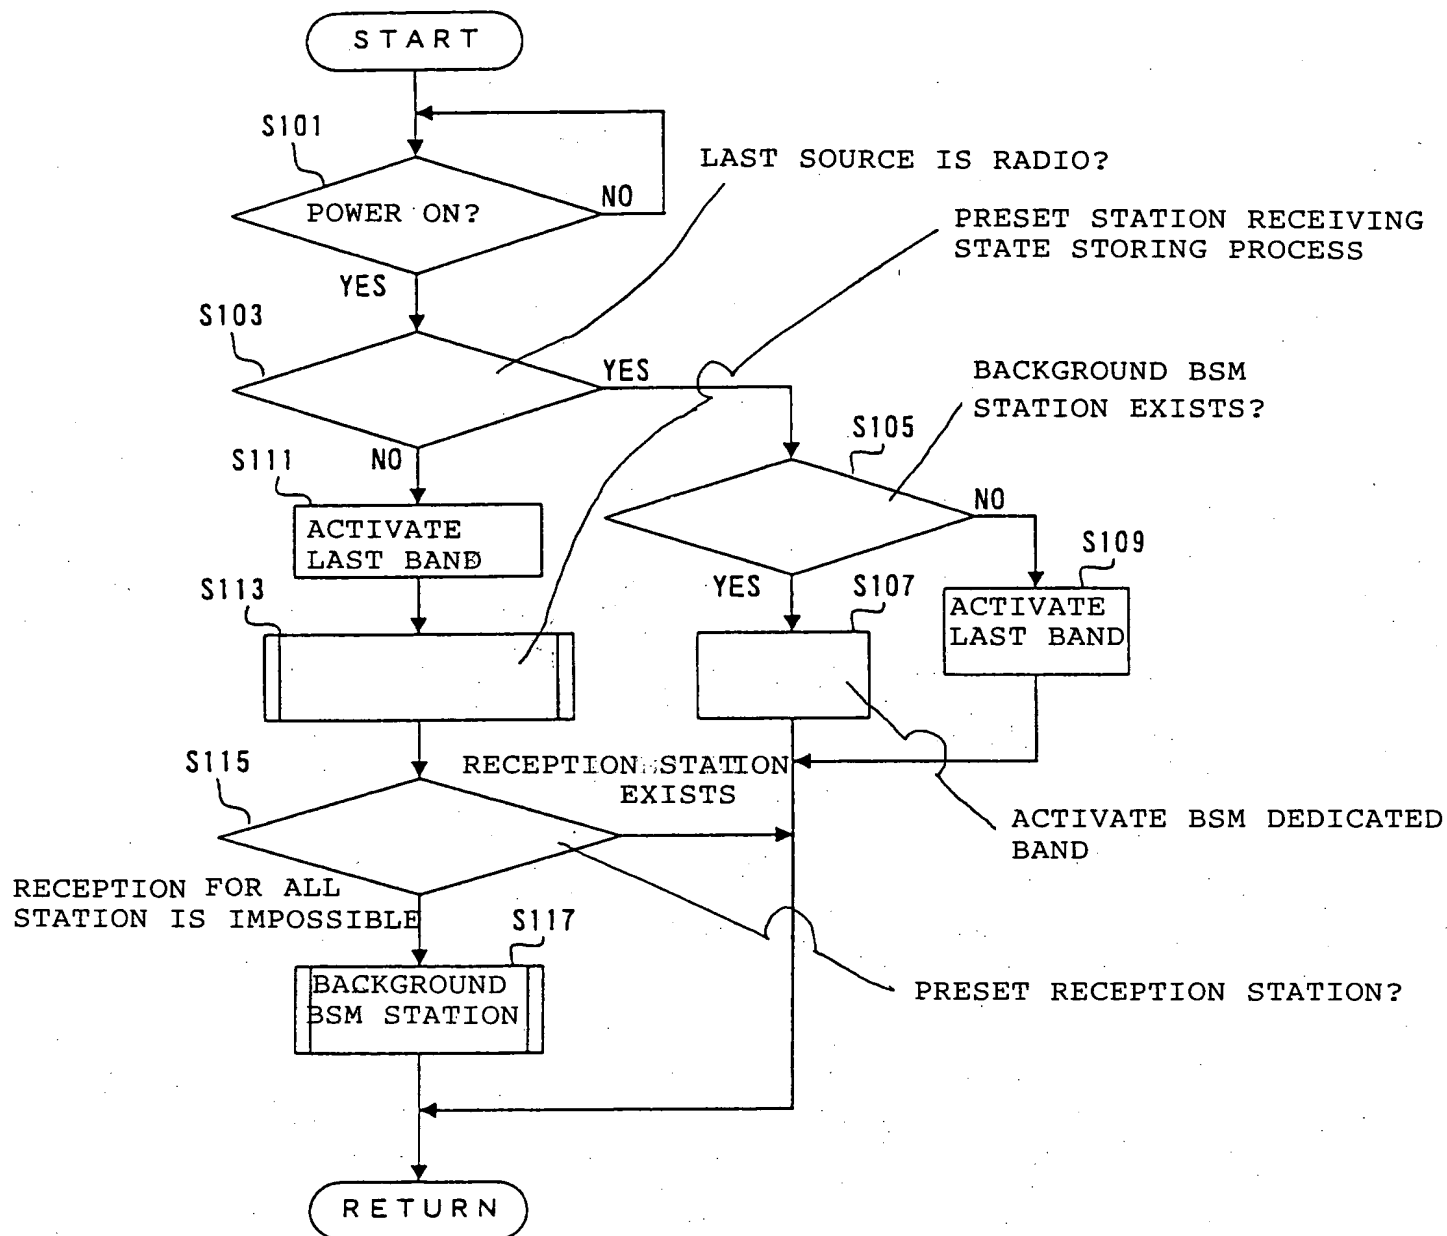 START
S101
LAST SOURCE IS RADIO?
NO
POWER ON?
PRESET STATION RECEIVING
STATE STORING PROCESS
YES
S103
YES
BACKGROUND BSM
STATION EXISTS?
S105
NO
S111
NO
ACTIVATE
LAST BAND
S109
YES
S107
S113
ACTIVATE
LAST BAND
S115
RECEPTION STATION
EXISTS
ACTIVATE BSM DEDICATED
BAND
RECEPTION FOR ALL
STATION IS IMPOSSIBLE
S117
BACKGROUND
BSM STATION
PRESET RECEPTION STATION?
RETURN